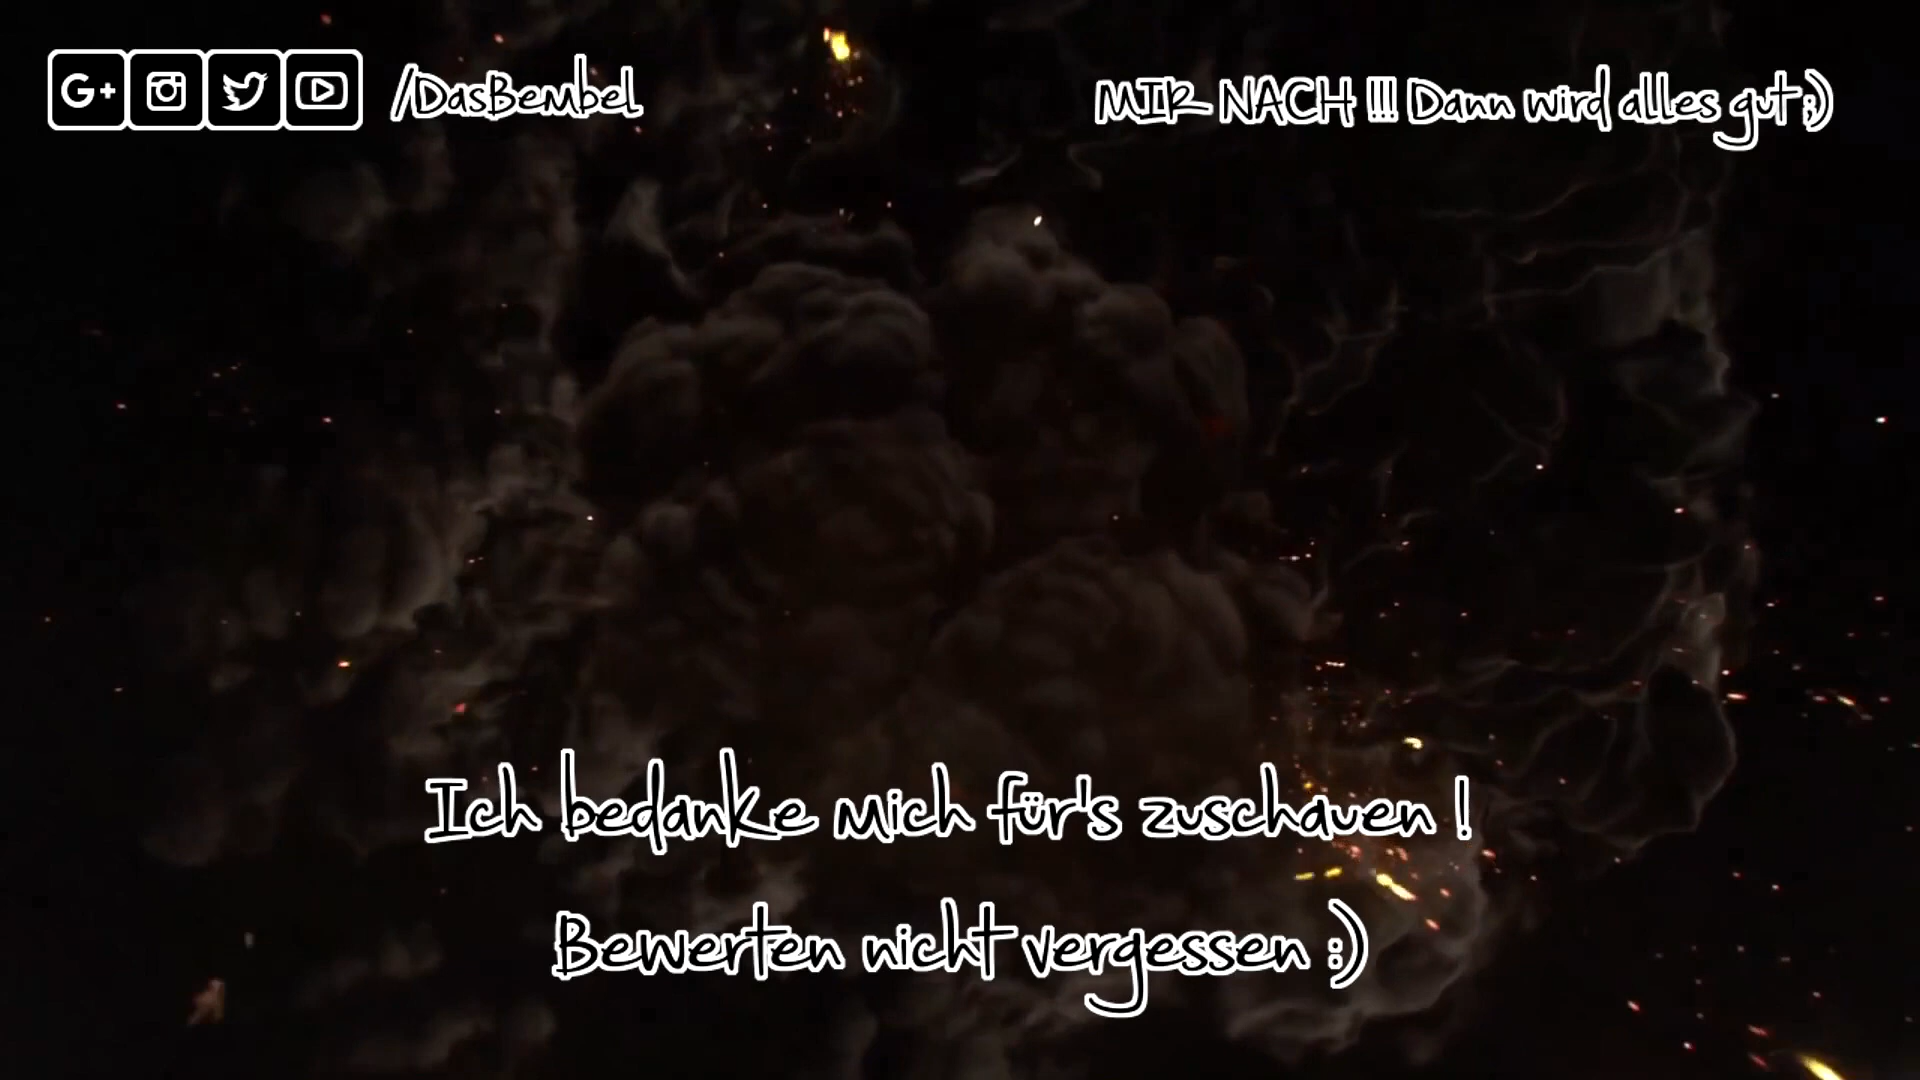 G+ /DasBembel
MIR NACH !!! Dann wird alles gut ;)
Ich bedanke mich für's zuschauen !
Bewerten nicht vergessen :)